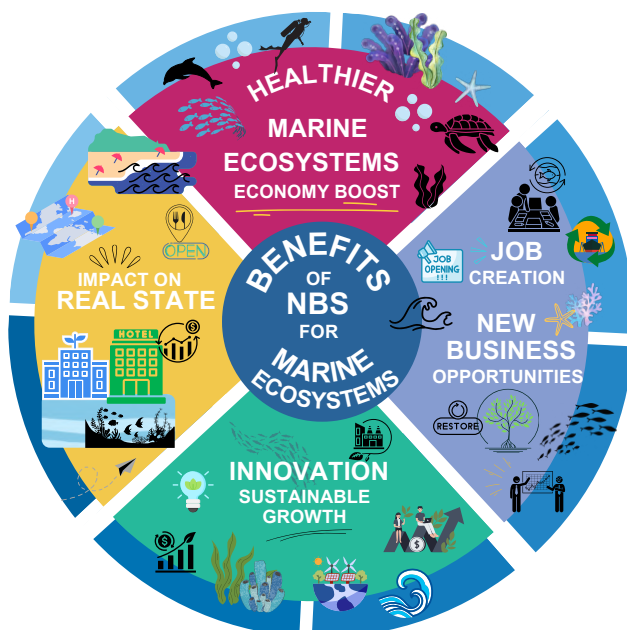 HEALTHIER
MARINE
ECOSYSTEMS
ECONOMY BOOST
BENEFITS
OF
NBS
FOR
MARINE
ECOSYSTEMS
JOB
OPENING
!!!
JOB
CREATION
NEW
BUSINESS
OPPORTUNITIES
RESTORE
INNOVATION
SUSTAINABLE
GROWTH
$
$
H
OPEN
IMPACT ON
REAL STATE
HOTEL
$